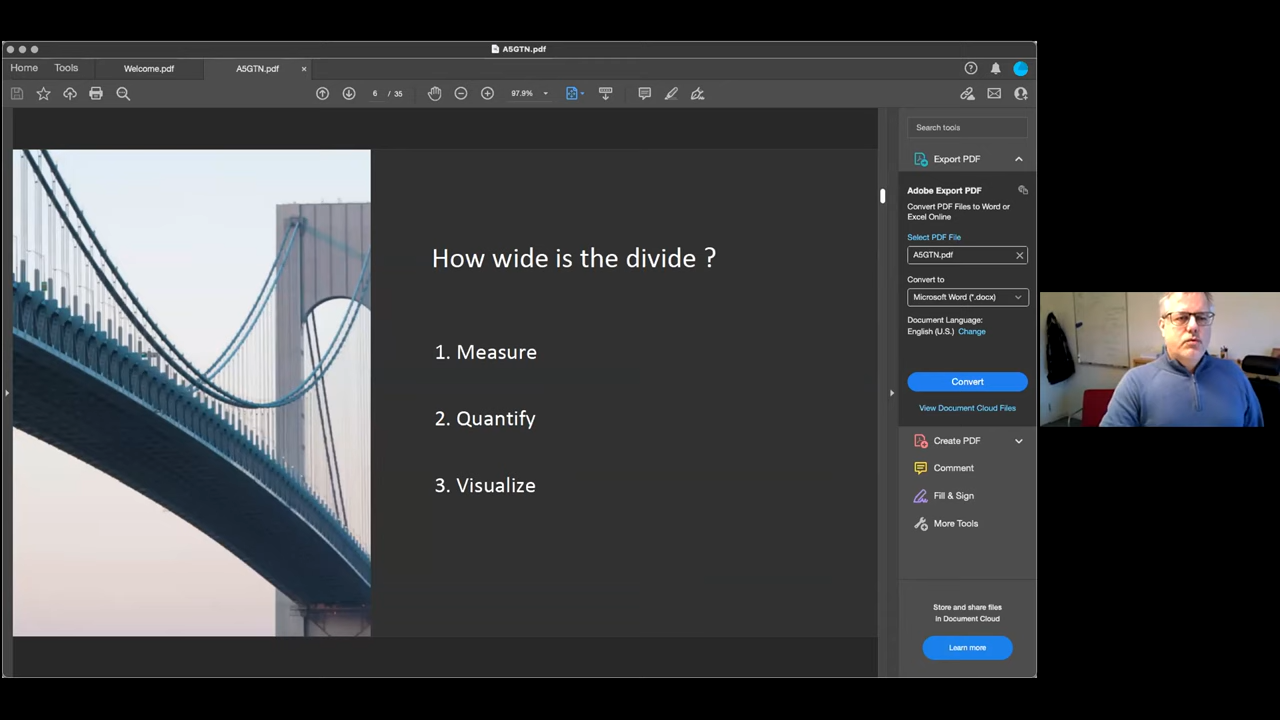 A5GTN.pdf
Home
Tools
Welcome.pdf
A5GTN.pdf
6 / 35
97.9%
Search tools
Export PDF
How wide is the divide ?
1. Measure
2. Quantify
3. Visualize
Adobe Export PDF
Convert PDF Files to Word or
Excel Online
Select PDF File
A5GTN.pdf
Convert to
Microsoft Word (*.docx)
Document Language:
English (U.S.) Change
Convert
View Document Cloud Files
Create PDF
Comment
Fill & Sign
More Tools
Store and share files
in Document Cloud
Learn more